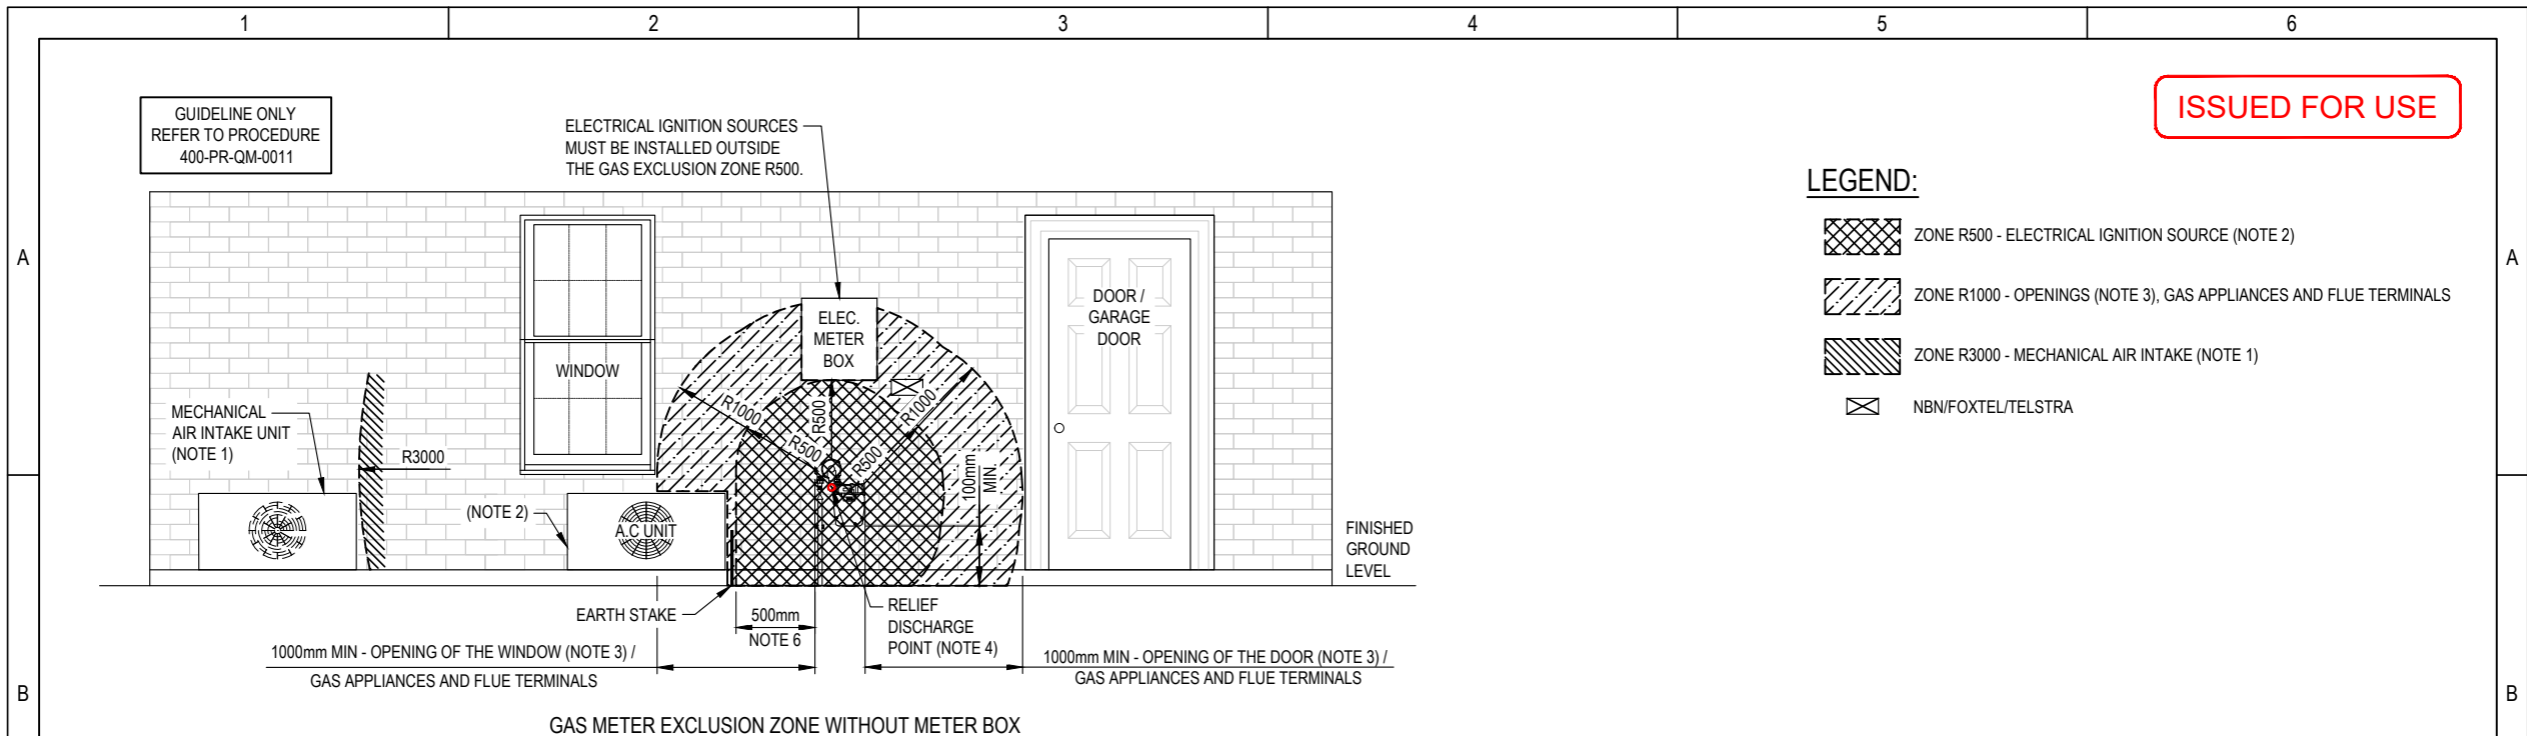 1
2
3
4
5
6
GUIDELINE ONLY
REFER TO PROCEDURE
400-PR-QM-0011
ELECTRICAL IGNITION SOURCES
MUST BE INSTALLED OUTSIDE
THE GAS EXCLUSION ZONE R500.
ISSUED FOR USE
LEGEND:
ZONE R500 - ELECTRICAL IGNITION SOURCE (NOTE 2)
ZONE R1000 - OPENINGS (NOTE 3), GAS APPLIANCES AND FLUE TERMINALS
ZONE R3000 - MECHANICAL AIR INTAKE (NOTE 1)
NBN/FOXTEL/TELSTRA
A
A
ELEC.
METER
BOX
DOOR /
GARAGE
DOOR
WINDOW
MECHANICAL
AIR INTAKE UNIT
(NOTE 1)
R3000
R1000
R500
R500
R1000
R500
100mm
MIN.
(NOTE 2)
A.C UNIT
FINISHED
GROUND
LEVEL
EARTH STAKE
500mm
NOTE 6
RELIEF
DISCHARGE
POINT (NOTE 4)
1000mm MIN - OPENING OF THE WINDOW (NOTE 3) /
GAS APPLIANCES AND FLUE TERMINALS
1000mm MIN - OPENING OF THE DOOR (NOTE 3) /
GAS APPLIANCES AND FLUE TERMINALS
B
B
GAS METER EXCLUSION ZONE WITHOUT METER BOX